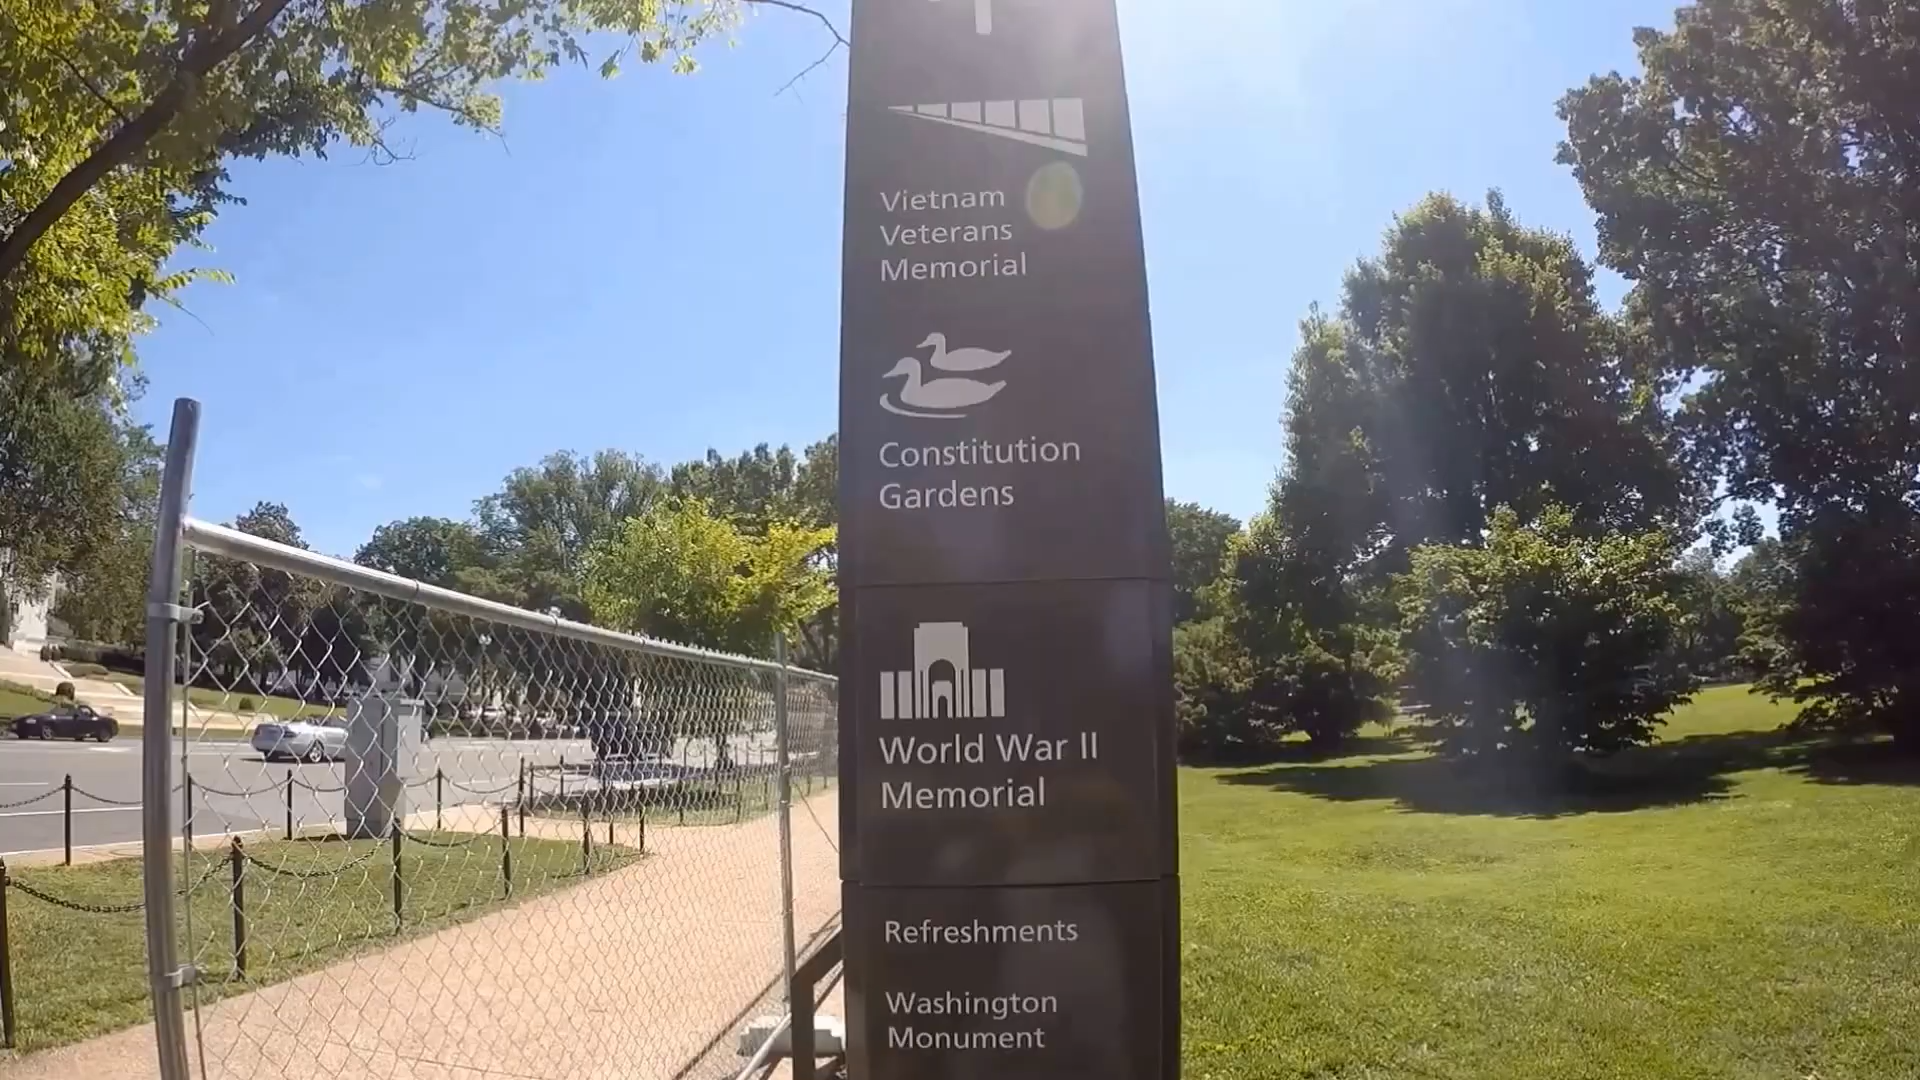 Vietnam
Veterans
Memorial
Constitution
Gardens
World War II
Memorial
Refreshments
Washington
Monument